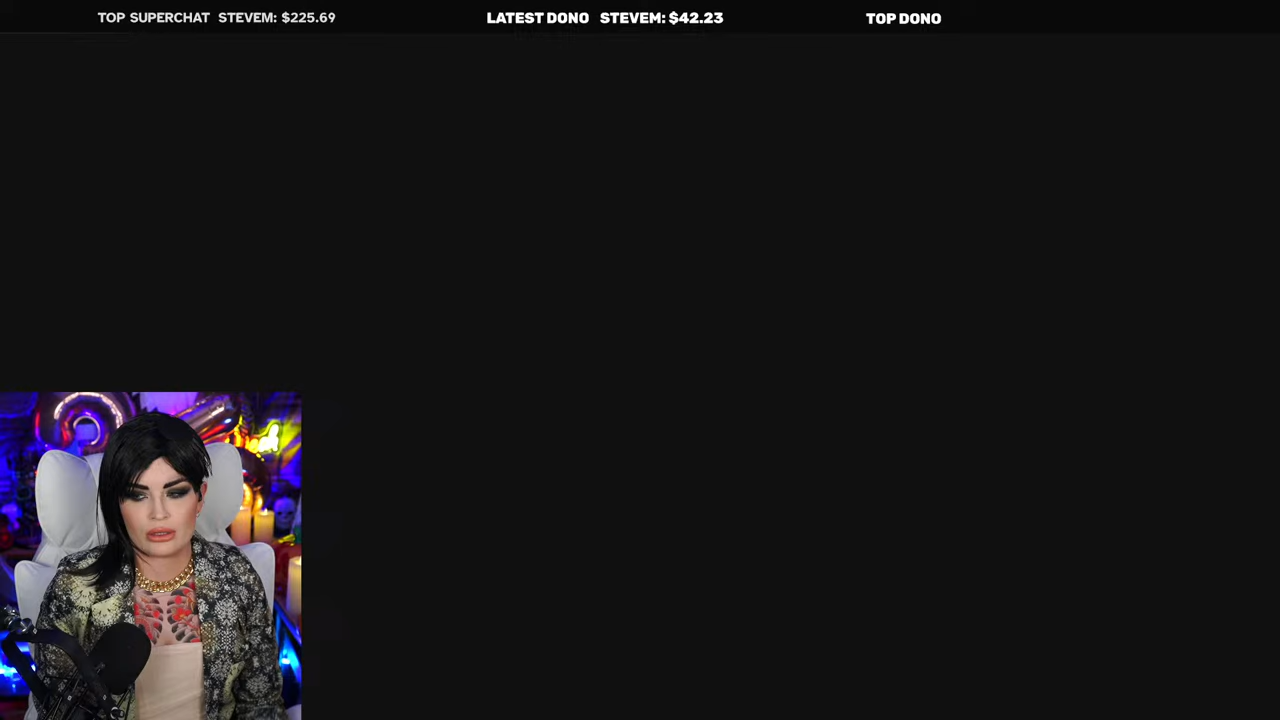 TOP SUPERCHAT STEVEM: $225.69
LATEST DONO STEVEM: $42.23
TOP DONO